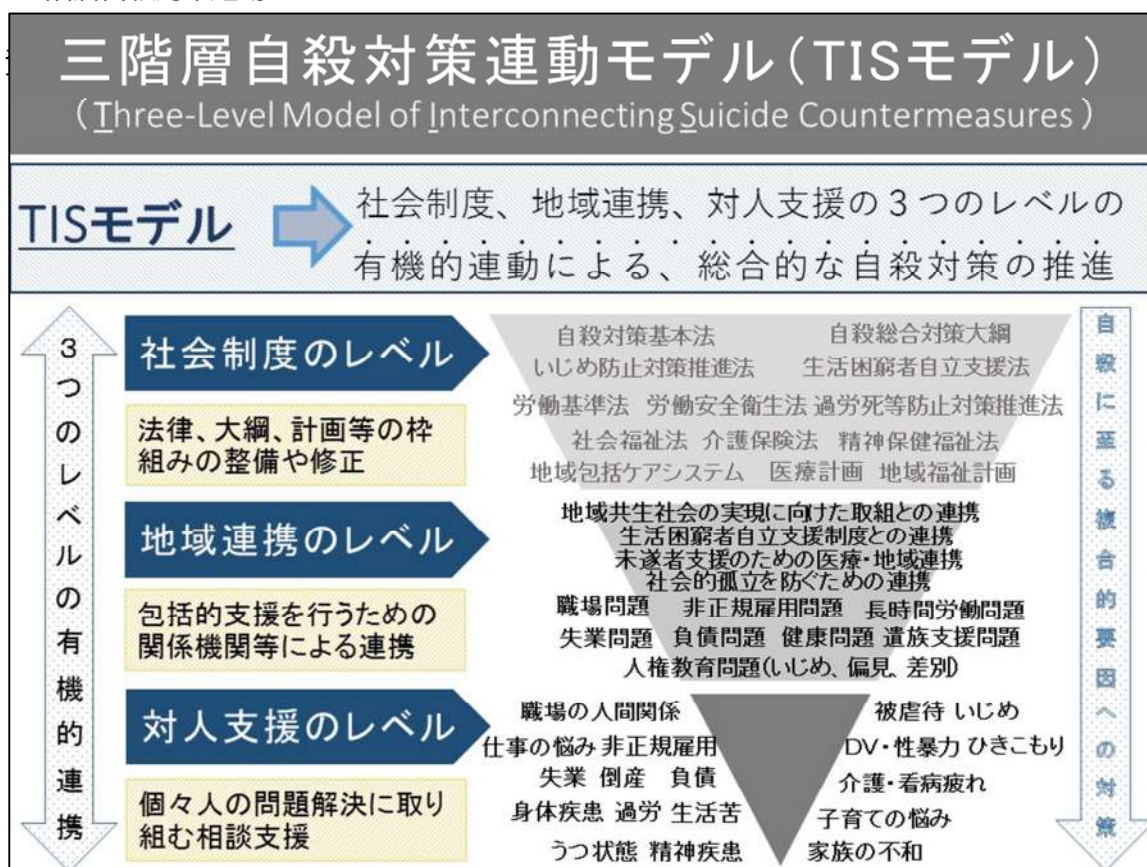 三階層自殺対策連動モデル（TISモデル）
（Three-Level Model of Interconnecting Suicide Countermeasures）
TISモデル
社会制度、地域連携、対人支援の３つのレベルの
有機的連動による、総合的な自殺対策の推進
３つのレベルの有機的連携
社会制度のレベル
法律、大綱、計画等の枠
組みの整備や修正
自殺対策基本法 自殺総合対策大綱
いじめ防止対策推進法 生活困窮者自立支援法
労働基準法 労働安全衛生法 過労死等防止対策推進法
社会福祉法 介護保険法 精神保健福祉法
地域包括ケアシステム 医療計画 地域福祉計画
地域連携のレベル
包括的支援を行うための
関係機関等による連携
地域共生社会の実現に向けた取組との連携
生活困窮者自立支援制度との連携
未遂者支援のための医療・地域連携
社会的孤立を防ぐための連携
職場問題 非正規雇用問題 長時間労働問題
失業問題 負債問題 健康問題 遺族支援問題
人権教育問題(いじめ、偏見、差別)
対人支援のレベル
個々人の問題解決に取り
組む相談支援
職場の人間関係 被虐待 いじめ
仕事の悩み 非正規雇用 DV・性暴力 ひきこもり
失業 倒産 負債 介護・看病疲れ
身体疾患 過労 生活苦 子育ての悩み
うつ状態 精神疾患 家族の不和
自殺に至る複合的要因への対策